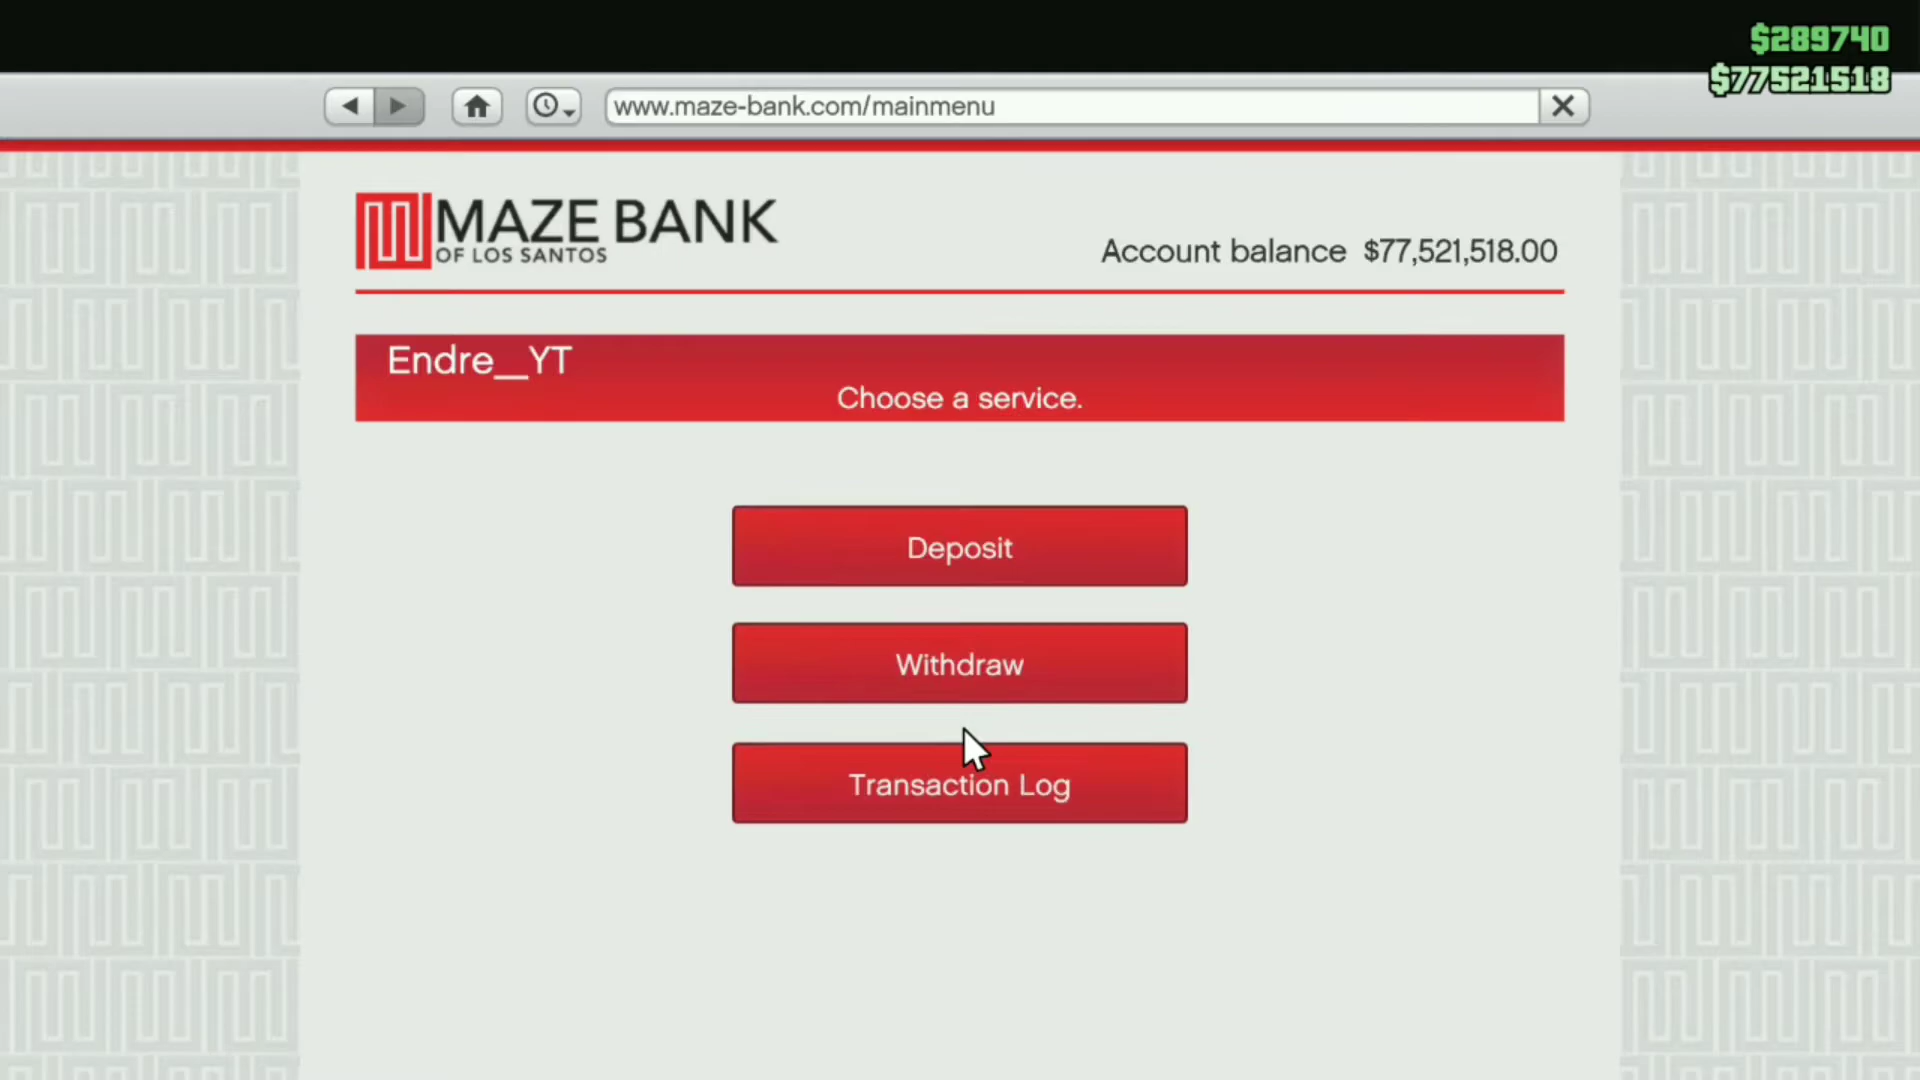 $289740
$77521518
www.maze-bank.com/mainmenu
MAZE BANK
OF LOS SANTOS
Account balance $77,521,518.00
Endre__YT
Choose a service.
Deposit
Withdraw
Transaction Log